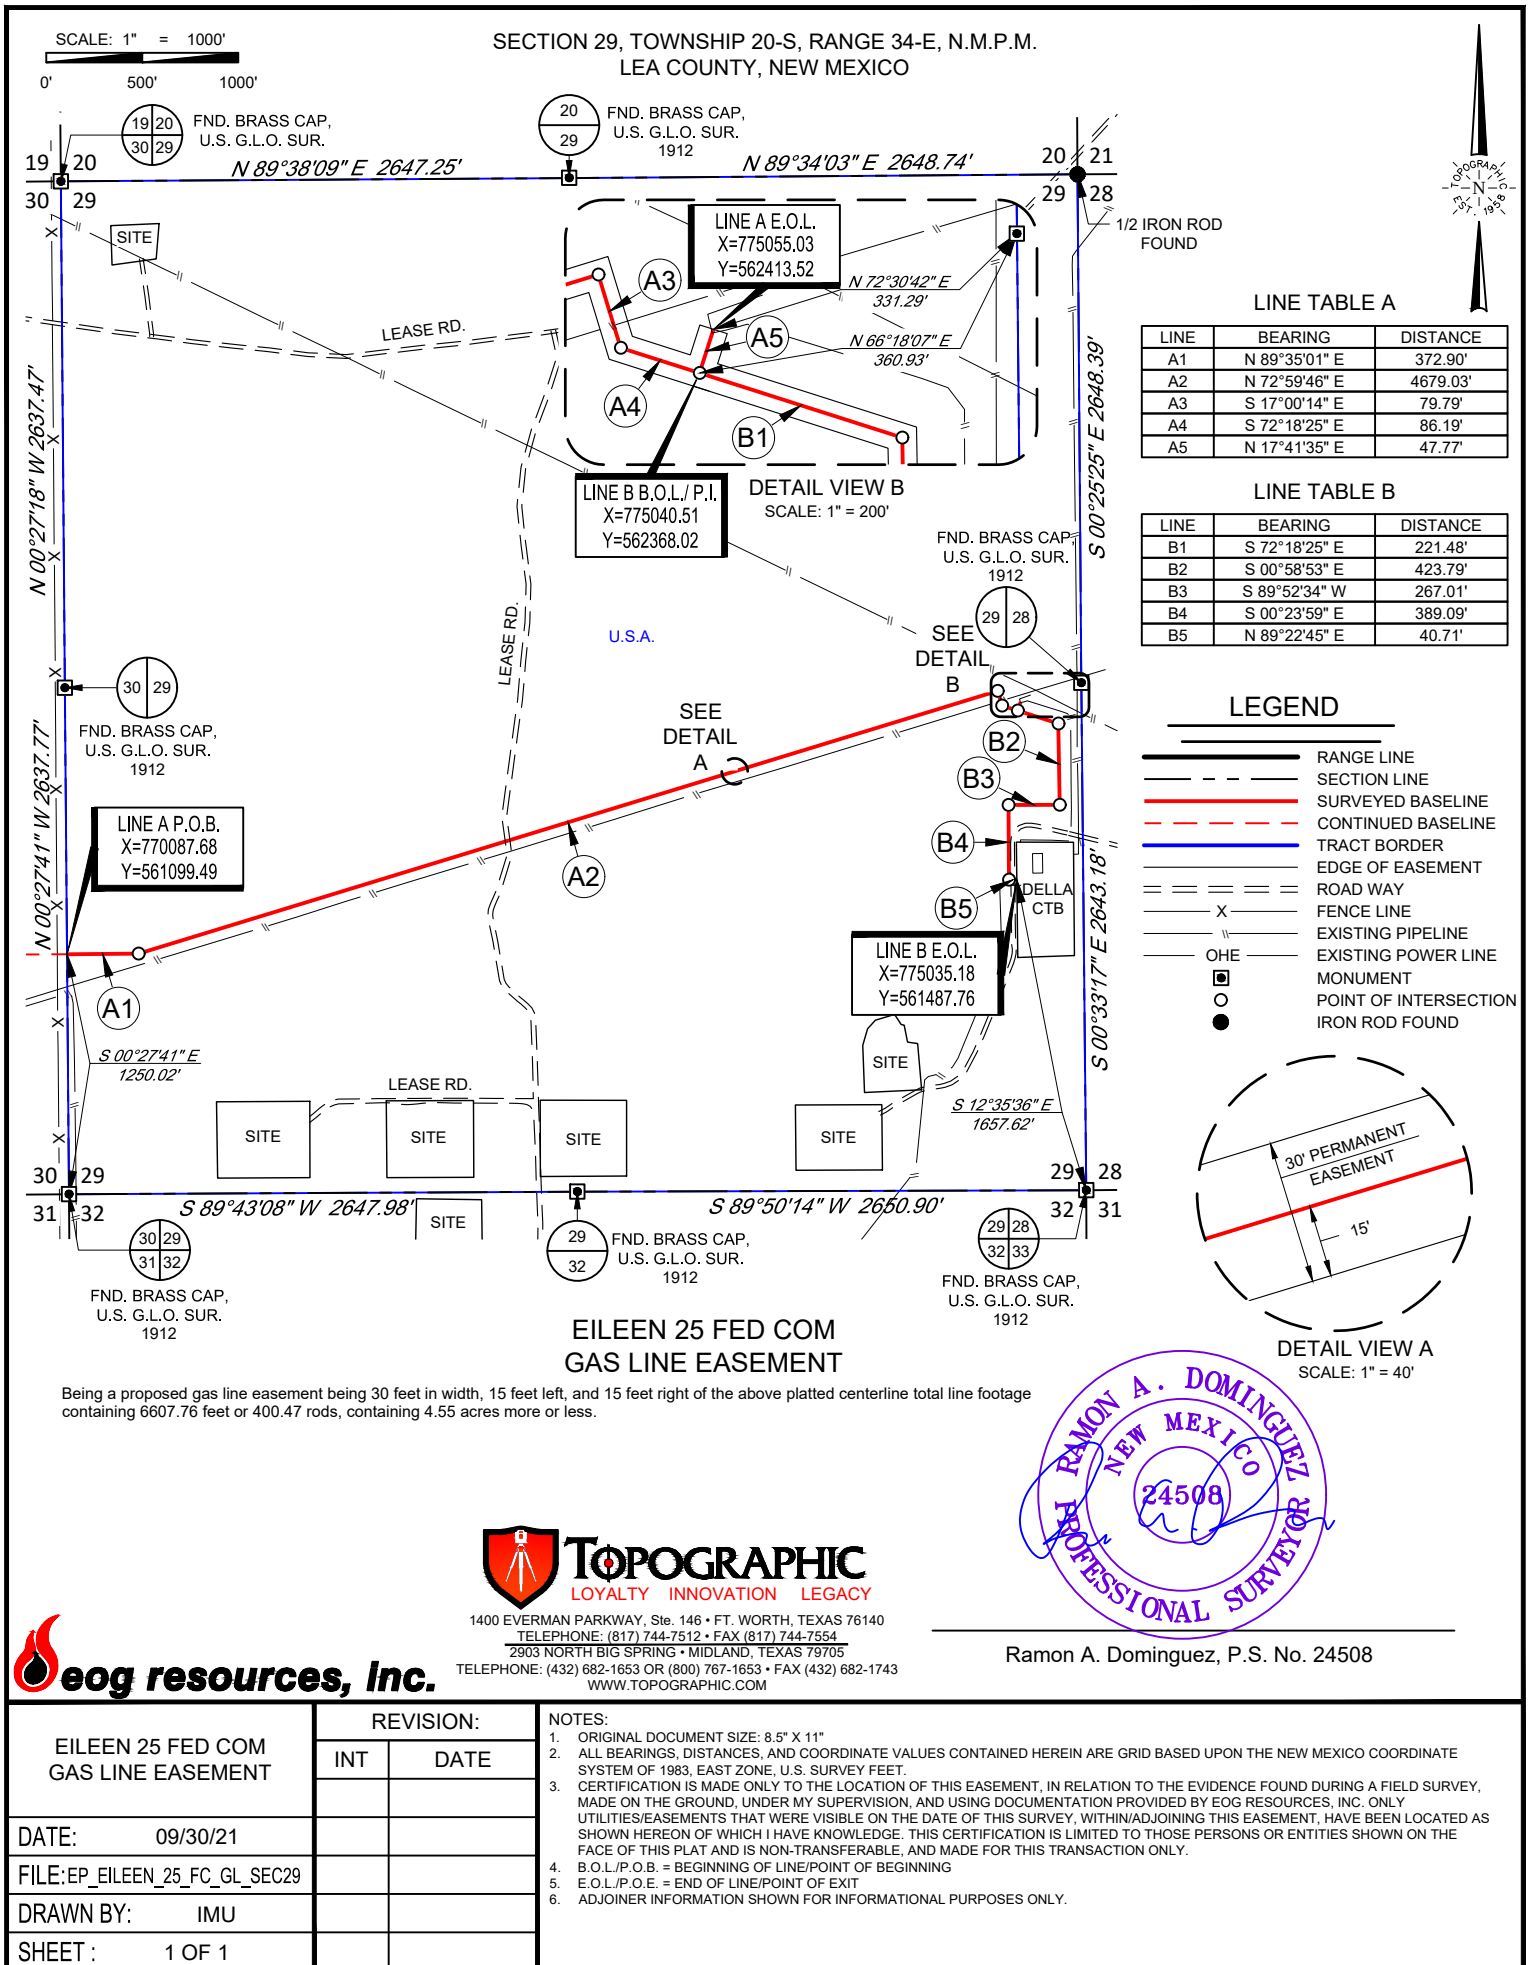 SCALE: 1" = 1000'
0' 500' 1000'
SECTION 29, TOWNSHIP 20-S, RANGE 34-E, N.M.P.M.
LEA COUNTY, NEW MEXICO
19 20
30 29
FND. BRASS CAP,
U.S. G.L.O. SUR.
20
29
FND. BRASS CAP,
U.S. G.L.O. SUR.
1912
19 20
30 29
N 89°38'09" E 2647.25'
N 89°34'03" E 2648.74'
20 21
29 28
1/2 IRON ROD
FOUND
TOPOGRAPHIC
N
EST. 1958
SITE
LEASE RD.
LINE A E.O.L.
X=775055.03
Y=562413.52
A3
A5
A4
B1
N 72°30'42" E
331.29'
N 66°18'07" E
360.93'
LINE B B.O.L./ P.I.
X=775040.51
Y=562368.02
DETAIL VIEW B
SCALE: 1" = 200'
N 00°27'18" W 2637.47'
S 00°25'25" E 2648.39'
LINE TABLE A
LINE BEARING DISTANCE
A1 N 89°35'01" E 372.90'
A2 N 72°59'46" E 4679.03'
A3 S 17°00'14" E 79.79'
A4 S 72°18'25" E 86.19'
A5 N 17°41'35" E 47.77'
LINE TABLE B
LINE BEARING DISTANCE
B1 S 72°18'25" E 221.48'
B2 S 00°58'53" E 423.79'
B3 S 89°52'34" W 267.01'
B4 S 00°23'59" E 389.09'
B5 N 89°22'45" E 40.71'
FND. BRASS CAP,
U.S. G.L.O. SUR.
1912
29 28
LEASE RD.
U.S.A.
SEE
DETAIL
B
30 29
FND. BRASS CAP,
U.S. G.L.O. SUR.
1912
SEE
DETAIL
A
B2
B3
B4
B5
DELLA
CTB
A2
LINE A P.O.B.
X=770087.68
Y=561099.49
A1
N 00°27'41" W 2637.77'
S 00°27'41" E
1250.02'
LINE B E.O.L.
X=775035.18
Y=561487.76
S 00°33'17" E 2643.18'
LEGEND
RANGE LINE
SECTION LINE
SURVEYED BASELINE
CONTINUED BASELINE
TRACT BORDER
EDGE OF EASEMENT
ROAD WAY
X FENCE LINE
\\ EXISTING PIPELINE
OHE EXISTING POWER LINE
MONUMENT
POINT OF INTERSECTION
IRON ROD FOUND
SITE
LEASE RD.
SITE
SITE
SITE
SITE
SITE
S 12°35'36" E
1657.62'
30 29
31 32
S 89°43'08" W 2647.98'
S 89°50'14" W 2650.90'
29 28
32 31
30 29
31 32
FND. BRASS CAP,
U.S. G.L.O. SUR.
1912
29
32
FND. BRASS CAP,
U.S. G.L.O. SUR.
1912
29 28
32 33
FND. BRASS CAP,
U.S. G.L.O. SUR.
1912
30' PERMANENT
EASEMENT
15'
DETAIL VIEW A
SCALE: 1" = 40'
EILEEN 25 FED COM
GAS LINE EASEMENT
Being a proposed gas line easement being 30 feet in width, 15 feet left, and 15 feet right of the above platted centerline total line footage
containing 6607.76 feet or 400.47 rods, containing 4.55 acres more or less.
RAMON A. DOMINGUEZ
NEW MEXICO
24508
PROFESSIONAL SURVEYOR
Ramon A. Dominguez, P.S. No. 24508
TOPOGRAPHIC
LOYALTY INNOVATION LEGACY
1400 EVERMAN PARKWAY, Ste. 146 • FT. WORTH, TEXAS 76140
TELEPHONE: (817) 744-7512 • FAX (817) 744-7554
2903 NORTH BIG SPRING • MIDLAND, TEXAS 79705
TELEPHONE: (432) 682-1653 OR (800) 767-1653 • FAX (432) 682-1743
WWW.TOPOGRAPHIC.COM
eog resources, inc.
EILEEN 25 FED COM
GAS LINE EASEMENT
REVISION:
INT DATE
DATE: 09/30/21
FILE: EP_EILEEN_25_FC_GL_SEC29
DRAWN BY: IMU
SHEET : 1 OF 1
NOTES:
1. ORIGINAL DOCUMENT SIZE: 8.5" X 11"
2. ALL BEARINGS, DISTANCES, AND COORDINATE VALUES CONTAINED HEREIN ARE GRID BASED UPON THE NEW MEXICO COORDINATE
SYSTEM OF 1983, EAST ZONE, U.S. SURVEY FEET.
3. CERTIFICATION IS MADE ONLY TO THE LOCATION OF THIS EASEMENT, IN RELATION TO THE EVIDENCE FOUND DURING A FIELD SURVEY,
MADE ON THE GROUND, UNDER MY SUPERVISION, AND USING DOCUMENTATION PROVIDED BY EOG RESOURCES, INC. ONLY
UTILITIES/EASEMENTS THAT WERE VISIBLE ON THE DATE OF THIS SURVEY, WITHIN/ADJOINING THIS EASEMENT, HAVE BEEN LOCATED AS
SHOWN HEREON OF WHICH I HAVE KNOWLEDGE. THIS CERTIFICATION IS LIMITED TO THOSE PERSONS OR ENTITIES SHOWN ON THE
FACE OF THIS PLAT AND IS NON-TRANSFERABLE, AND MADE FOR THIS TRANSACTION ONLY.
4. B.O.L./P.O.B. = BEGINNING OF LINE/POINT OF BEGINNING
5. E.O.L./P.O.E. = END OF LINE/POINT OF EXIT
6. ADJOINER INFORMATION SHOWN FOR INFORMATIONAL PURPOSES ONLY.